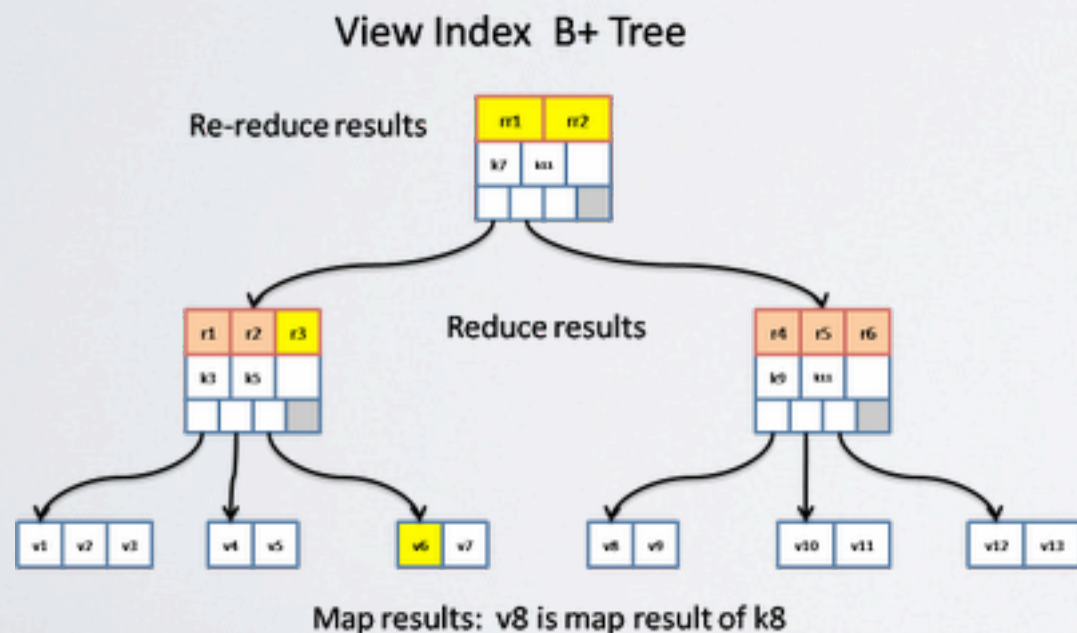 View Index B+ Tree
Re-reduce results
rr1 rr2
k7 k11
r1 r2 r3
Reduce results
r4 r5 r6
k3 k5
k9 k11
v1 v2 v3
v4 v5
v6 v7
v8 v9
v10 v11
v12 v13
Map results: v8 is map result of k8